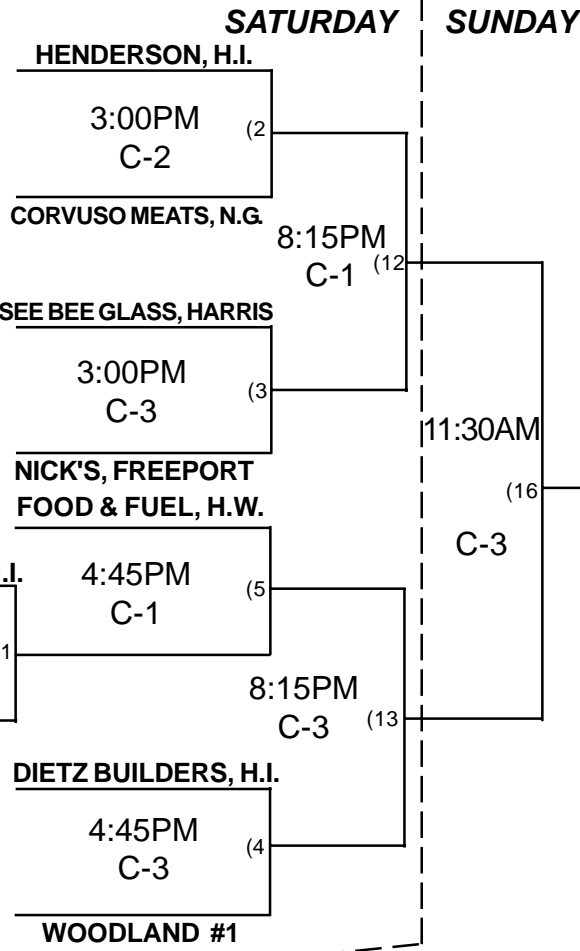 SATURDAY SUNDAY
HENDERSON, H.I.
3:00PM
(2
C-2
CORVUSO MEATS, N.G.
8:15PM
(12
C-1
SEE BEE GLASS, HARRIS
3:00PM
(3
C-3
11:30AM
NICK'S, FREEPORT
(16
FOOD & FUEL, H.W.
C-3
.I.
4:45PM
(5
C-1
1
8:15PM
(13
C-3
DIETZ BUILDERS, H.I.
4:45PM
(4
C-3
WOODLAND #1